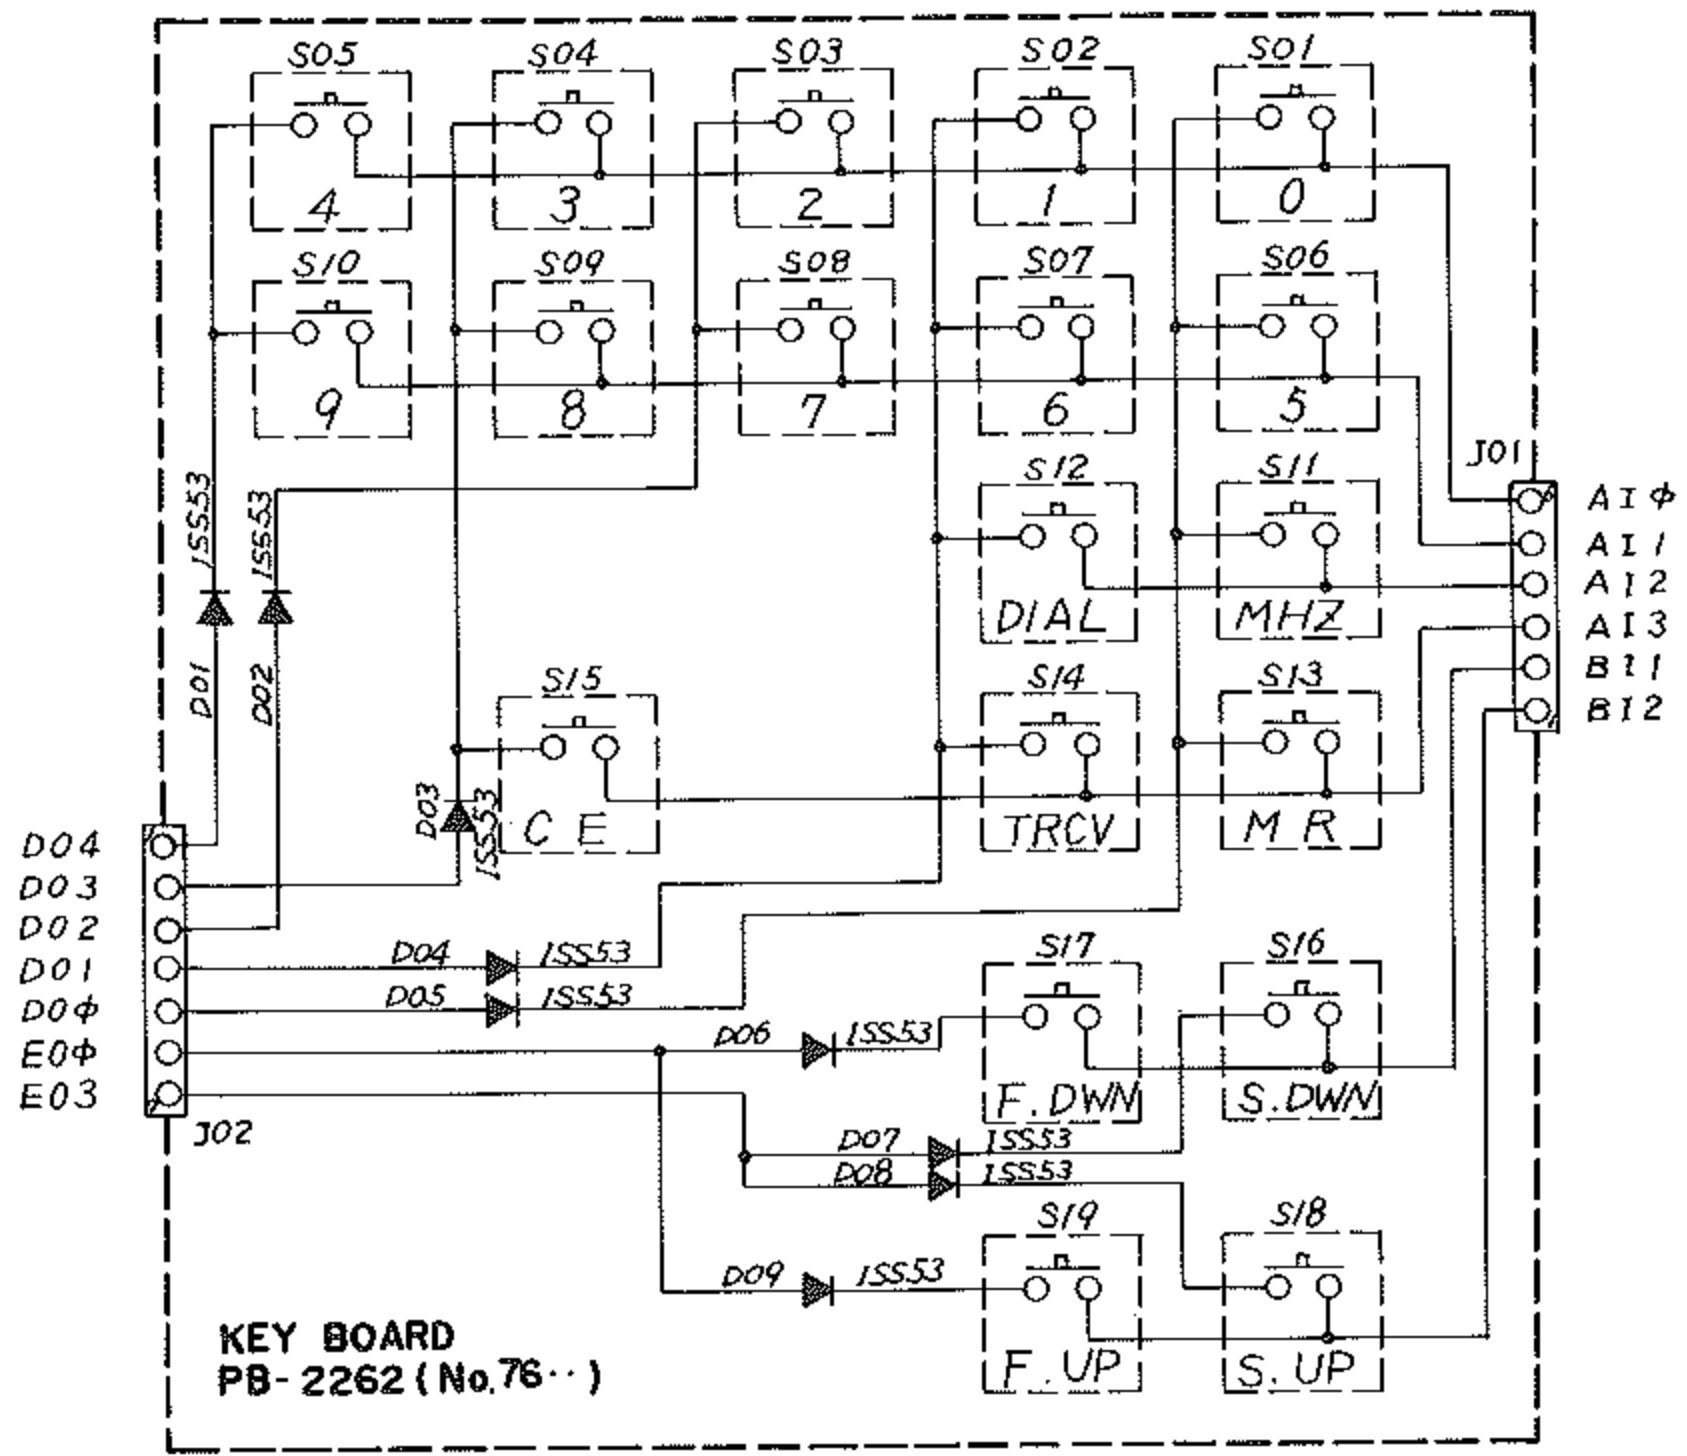 S05 S04 S03 S02 S01
4 3 2 1 0
S10 S09 S08 S07 S06
9 8 7 6 5
J01
S12 S11
AIΦ
AI1
AI2
AI3
BI1
BI2
1SS53 1SS53
DIAL MHZ
D01 D02
S15 S14 S13
D03 1SS53
CE TRCV MR
D04
D03
D02
D01
D0Φ
E0Φ
E03
J02
D04 1SS53
D05 1SS53
S17 S16
D06 1SS53
F.DWN S.DWN
D07 1SS53
D08 1SS53
S19 S18
D09 1SS53
F.UP S.UP
KEY BOARD
PB-2262 (No.76··)